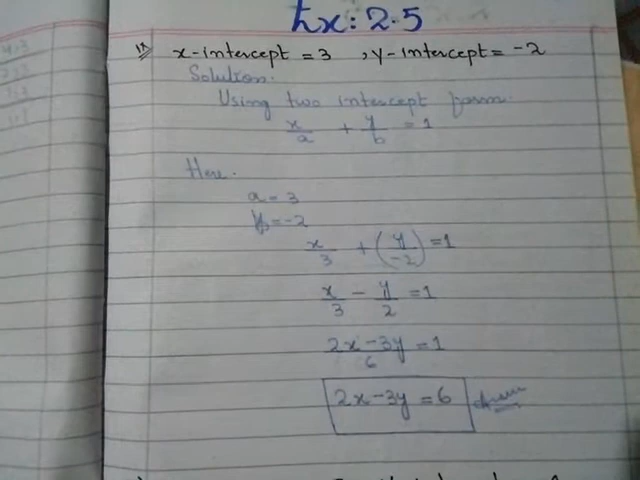 Ex: 2.5
x-intercept = 3 , y-intercept = -2
Solution.
Using two intercept form.
x/a + y/b = 1
Here.
a = 3
b = -2
x/3 + (y/-2) = 1
x/3 - y/2 = 1
2x-3y/6 = 1
2x-3y = 6